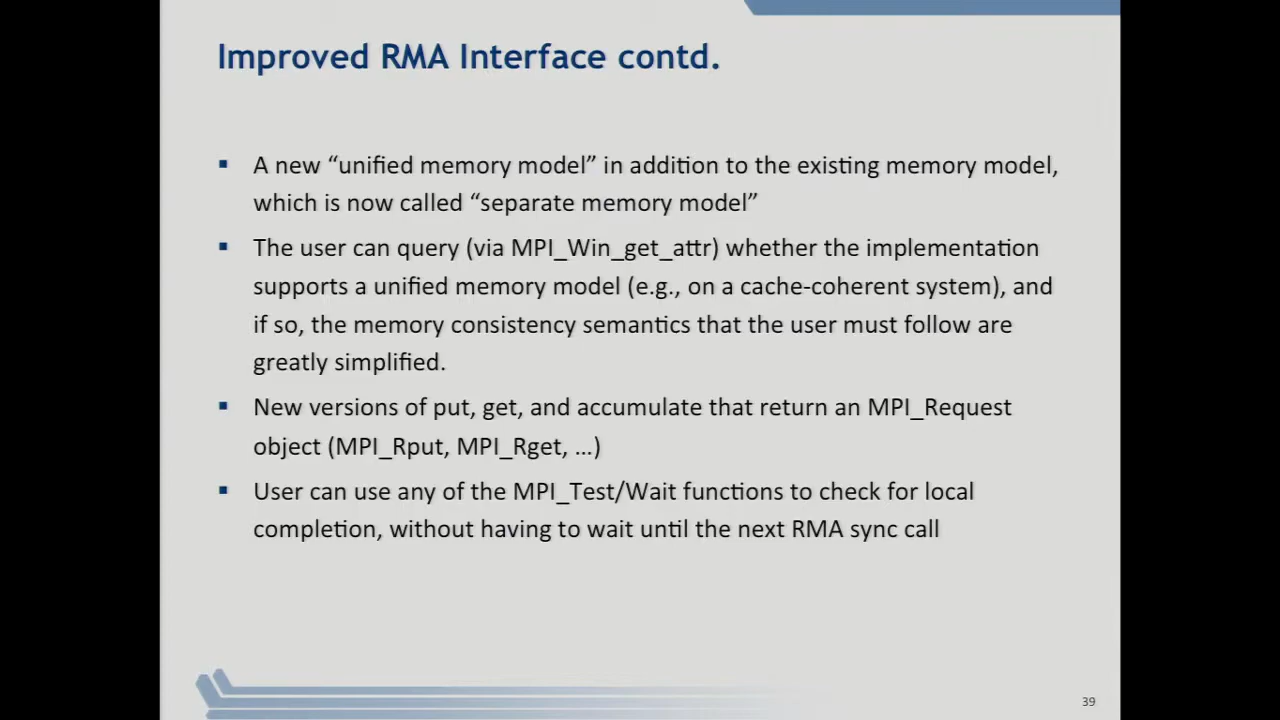 Improved RMA Interface contd.
A new “unified memory model” in addition to the existing memory model,
which is now called “separate memory model”
The user can query (via MPI_Win_get_attr) whether the implementation
supports a unified memory model (e.g., on a cache-coherent system), and
if so, the memory consistency semantics that the user must follow are
greatly simplified.
New versions of put, get, and accumulate that return an MPI_Request
object (MPI_Rput, MPI_Rget, …)
User can use any of the MPI_Test/Wait functions to check for local
completion, without having to wait until the next RMA sync call
39